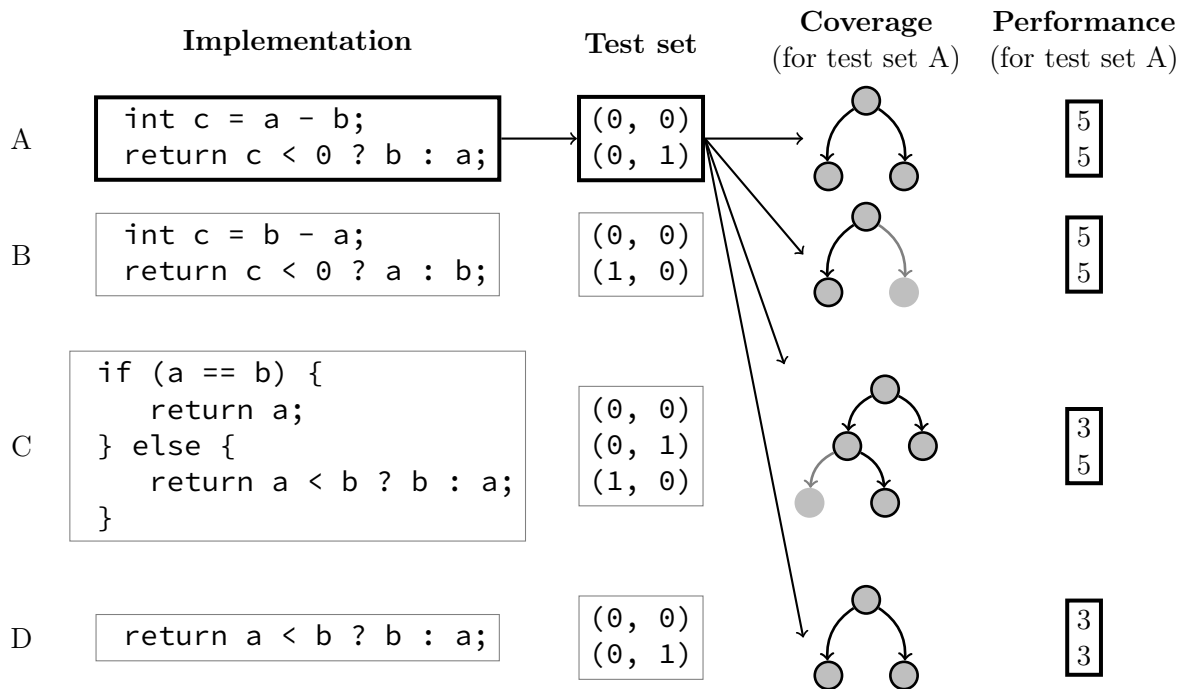 Implementation
Test set
Coverage
(for test set A)
Performance
(for test set A)
A
int c = a - b;
return c < 0 ? b : a;
(0, 0)
(0, 1)
5
5
B
int c = b - a;
return c < 0 ? a : b;
(0, 0)
(1, 0)
5
5
C
if (a == b) {
return a;
} else {
return a < b ? b : a;
}
(0, 0)
(0, 1)
(1, 0)
3
5
D
return a < b ? b : a;
(0, 0)
(0, 1)
3
3